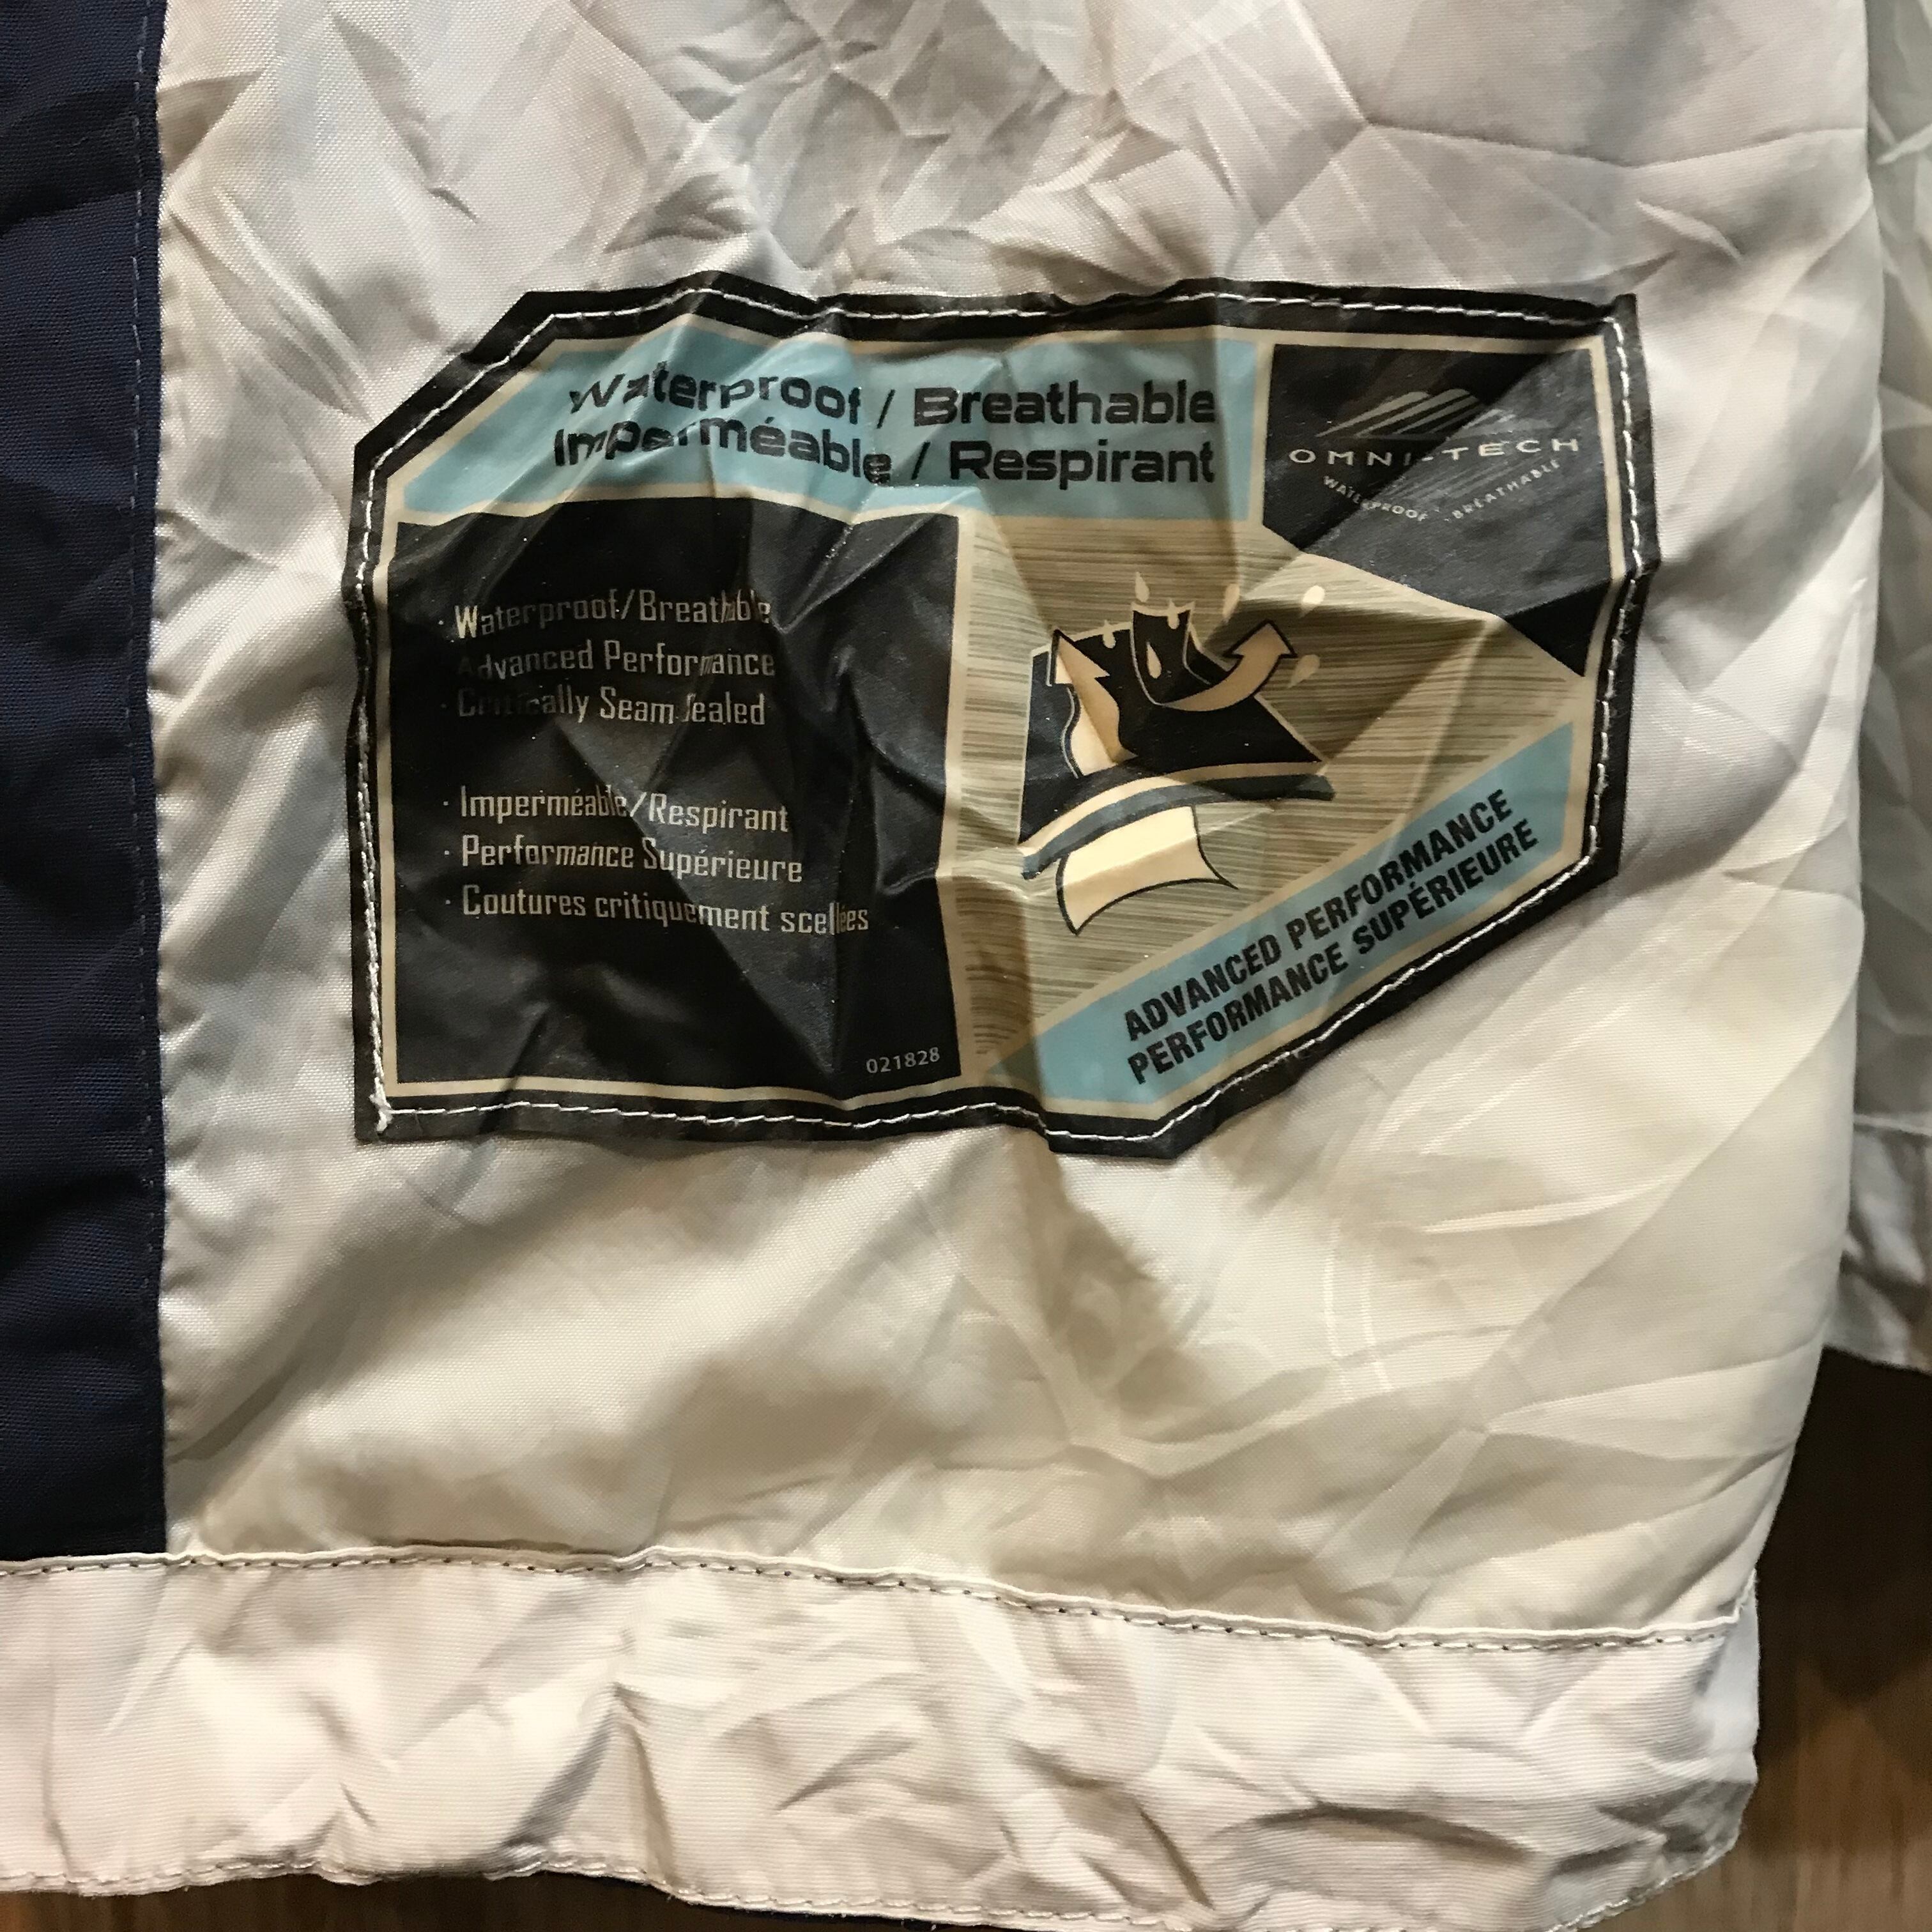 Waterproof / Breathable
Imperméable / Respirant
OMNI-TECH
WATERPROOF · BREATHABLE
· Waterproof/Breathable
Advanced Performance
· Critically Seam Sealed
· Imperméable/Respirant
· Performance Supérieure
· Coutures critiquement scellées
021828
ADVANCED PERFORMANCE
PERFORMANCE SUPÉRIEURE